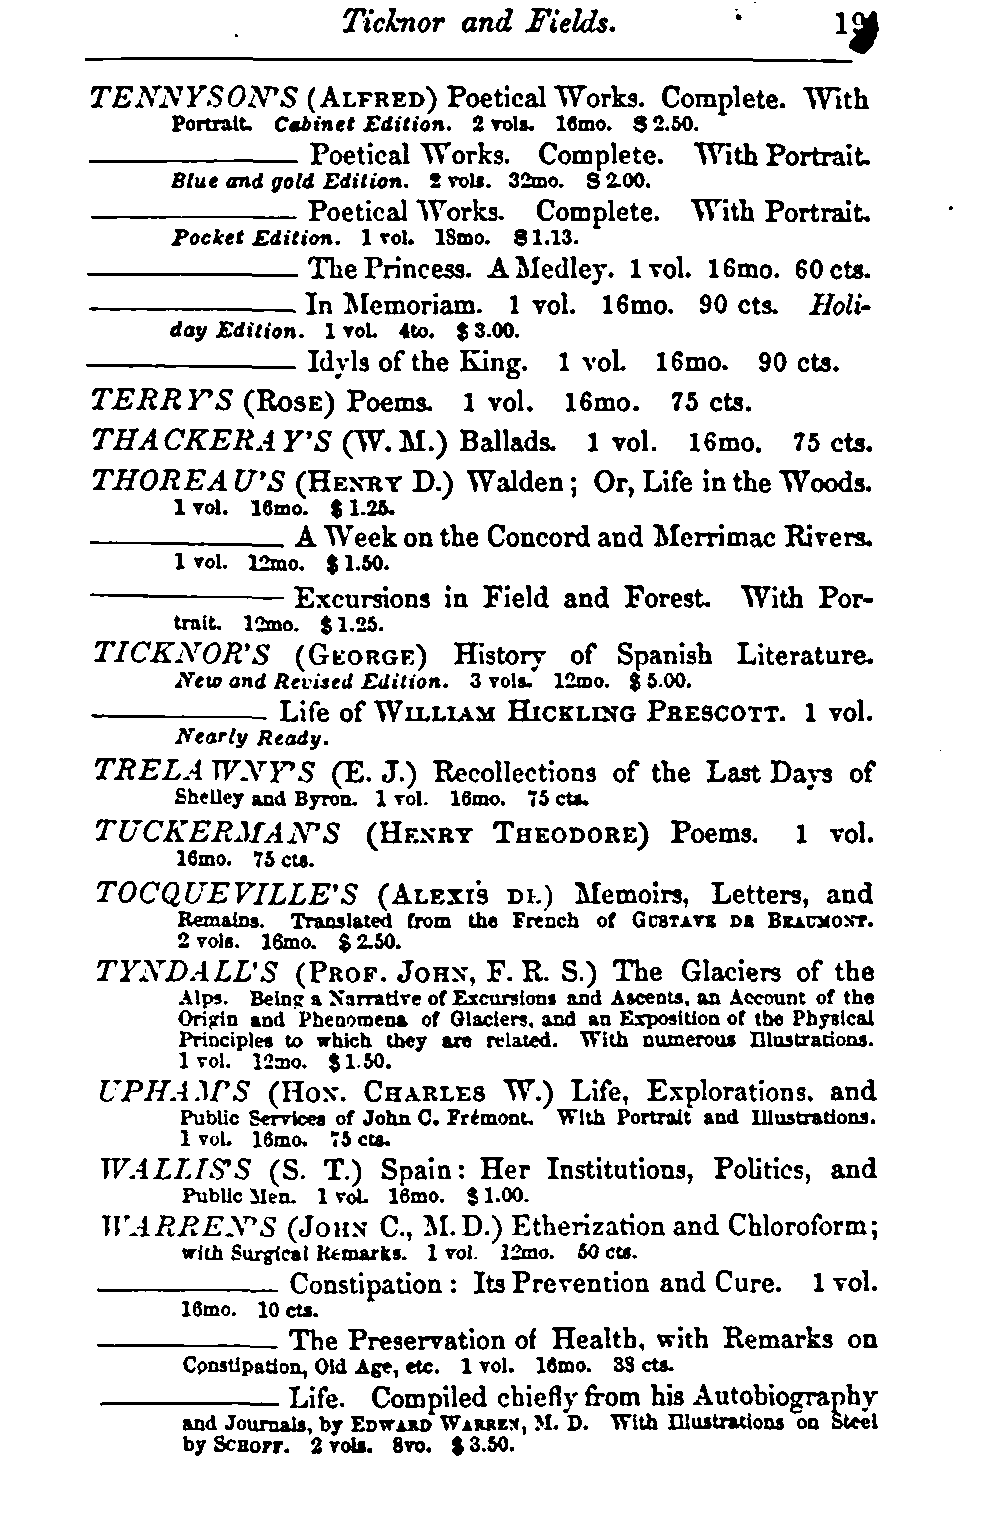 Ticknor and Fields. 19
TENNYSON'S (ALFRED) Poetical Works. Complete. With
Portrait. Cabinet Edition. 2 vols. 16mo. $2.50.
——— Poetical Works. Complete. With Portrait.
Blue and gold Edition. 2 vols. 32mo. $2.00.
——— Poetical Works. Complete. With Portrait.
Pocket Edition. 1 vol. 18mo. $1.13.
——— The Princess. A Medley. 1 vol. 16mo. 60 cts.
——— In Memoriam. 1 vol. 16mo. 90 cts. Holi-
day Edition. 1 vol. 4to. $3.00.
——— Idyls of the King. 1 vol. 16mo. 90 cts.
TERRY'S (ROSE) Poems. 1 vol. 16mo. 75 cts.
THACKERAY'S (W. M.) Ballads. 1 vol. 16mo. 75 cts.
THOREAU'S (HENRY D.) Walden; Or, Life in the Woods.
1 vol. 16mo. $1.25.
——— A Week on the Concord and Merrimac Rivers.
1 vol. 12mo. $1.50.
——— Excursions in Field and Forest. With Por-
trait. 12mo. $1.25.
TICKNOR'S (GEORGE) History of Spanish Literature.
New and Revised Edition. 3 vols. 12mo. $5.00.
——— Life of WILLIAM HICKLING PRESCOTT. 1 vol.
Nearly Ready.
TRELAWNY'S (E. J.) Recollections of the Last Days of
Shelley and Byron. 1 vol. 16mo. 75 cts.
TUCKERMAN'S (HENRY THEODORE) Poems. 1 vol.
16mo. 75 cts.
TOCQUEVILLE'S (ALEXIS DE) Memoirs, Letters, and
Remains. Translated from the French of GUSTAVE DE BEAUMONT.
2 vols. 16mo. $2.50.
TYNDALL'S (PROF. JOHN, F. R. S.) The Glaciers of the
Alps. Being a Narrative of Excursions and Ascents, an Account of the
Origin and Phenomena of Glaciers, and an Exposition of the Physical
Principles to which they are related. With numerous Illustrations.
1 vol. 12mo. $1.50.
UPHAM'S (HON. CHARLES W.) Life, Explorations, and
Public Services of John C. Frémont. With Portrait and Illustrations.
1 vol. 16mo. 75 cts.
WALLIS'S (S. T.) Spain: Her Institutions, Politics, and
Public Men. 1 vol. 16mo. $1.00.
WARREN'S (JOHN C., M. D.) Etherization and Chloroform;
with Surgical Remarks. 1 vol. 12mo. 50 cts.
——— Constipation: Its Prevention and Cure. 1 vol.
16mo. 10 cts.
——— The Preservation of Health, with Remarks on
Constipation, Old Age, etc. 1 vol. 16mo. 38 cts.
——— Life. Compiled chiefly from his Autobiography
and Journals, by EDWARD WARREN, M. D. With Illustrations on Steel
by SCHOFF. 2 vols. 8vo. $3.50.